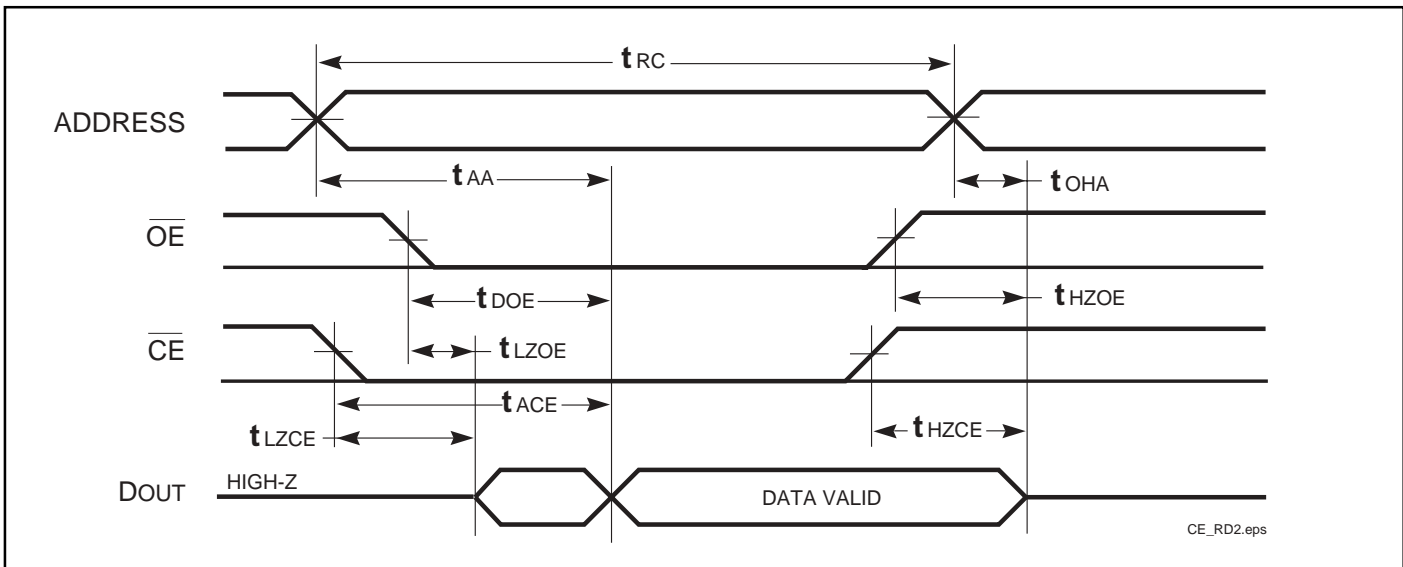 tRC
ADDRESS
tAA
tOHA
OE
tDOE
tHZOE
CE
tLZOE
tACE
tLZCE
tHZCE
DOUT
HIGH-Z
DATA VALID
CE_RD2.eps